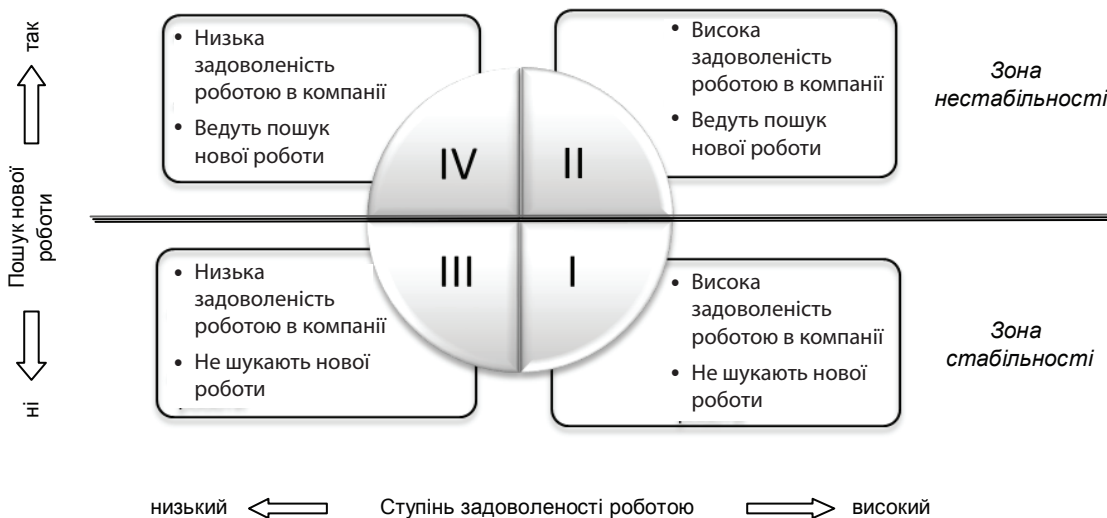 так
Пошук нової
роботи
ні
• Низька
задоволеність
роботою в компанії
• Ведуть пошук
нової роботи
IV
• Висока
задоволеність
роботою в компанії
• Ведуть пошук
нової роботи
II
Зона
нестабільності
• Низька
задоволеність
роботою в компанії
• Не шукають нової
роботи
III
• Висока
задоволеність
роботою в компанії
• Не шукають нової
роботи
I
Зона
стабільності
низький
Ступінь задоволеності роботою
високий